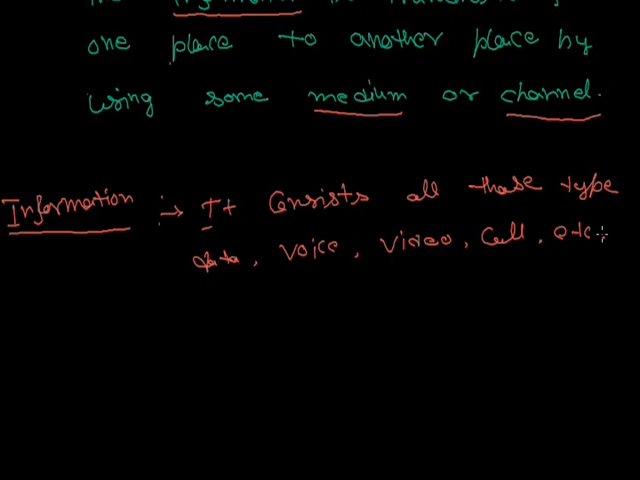 one place to another place by
using some medium or channel.
Information :→ It Consists all those type
data, Voice, Video, Call, etc